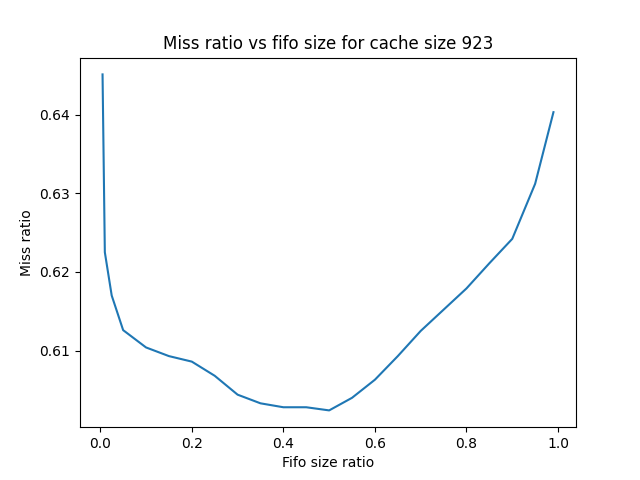 Miss ratio vs fifo size for cache size 923
0.64
0.63
0.62
0.61
Miss ratio
0.0 0.2 0.4 0.6 0.8 1.0
Fifo size ratio